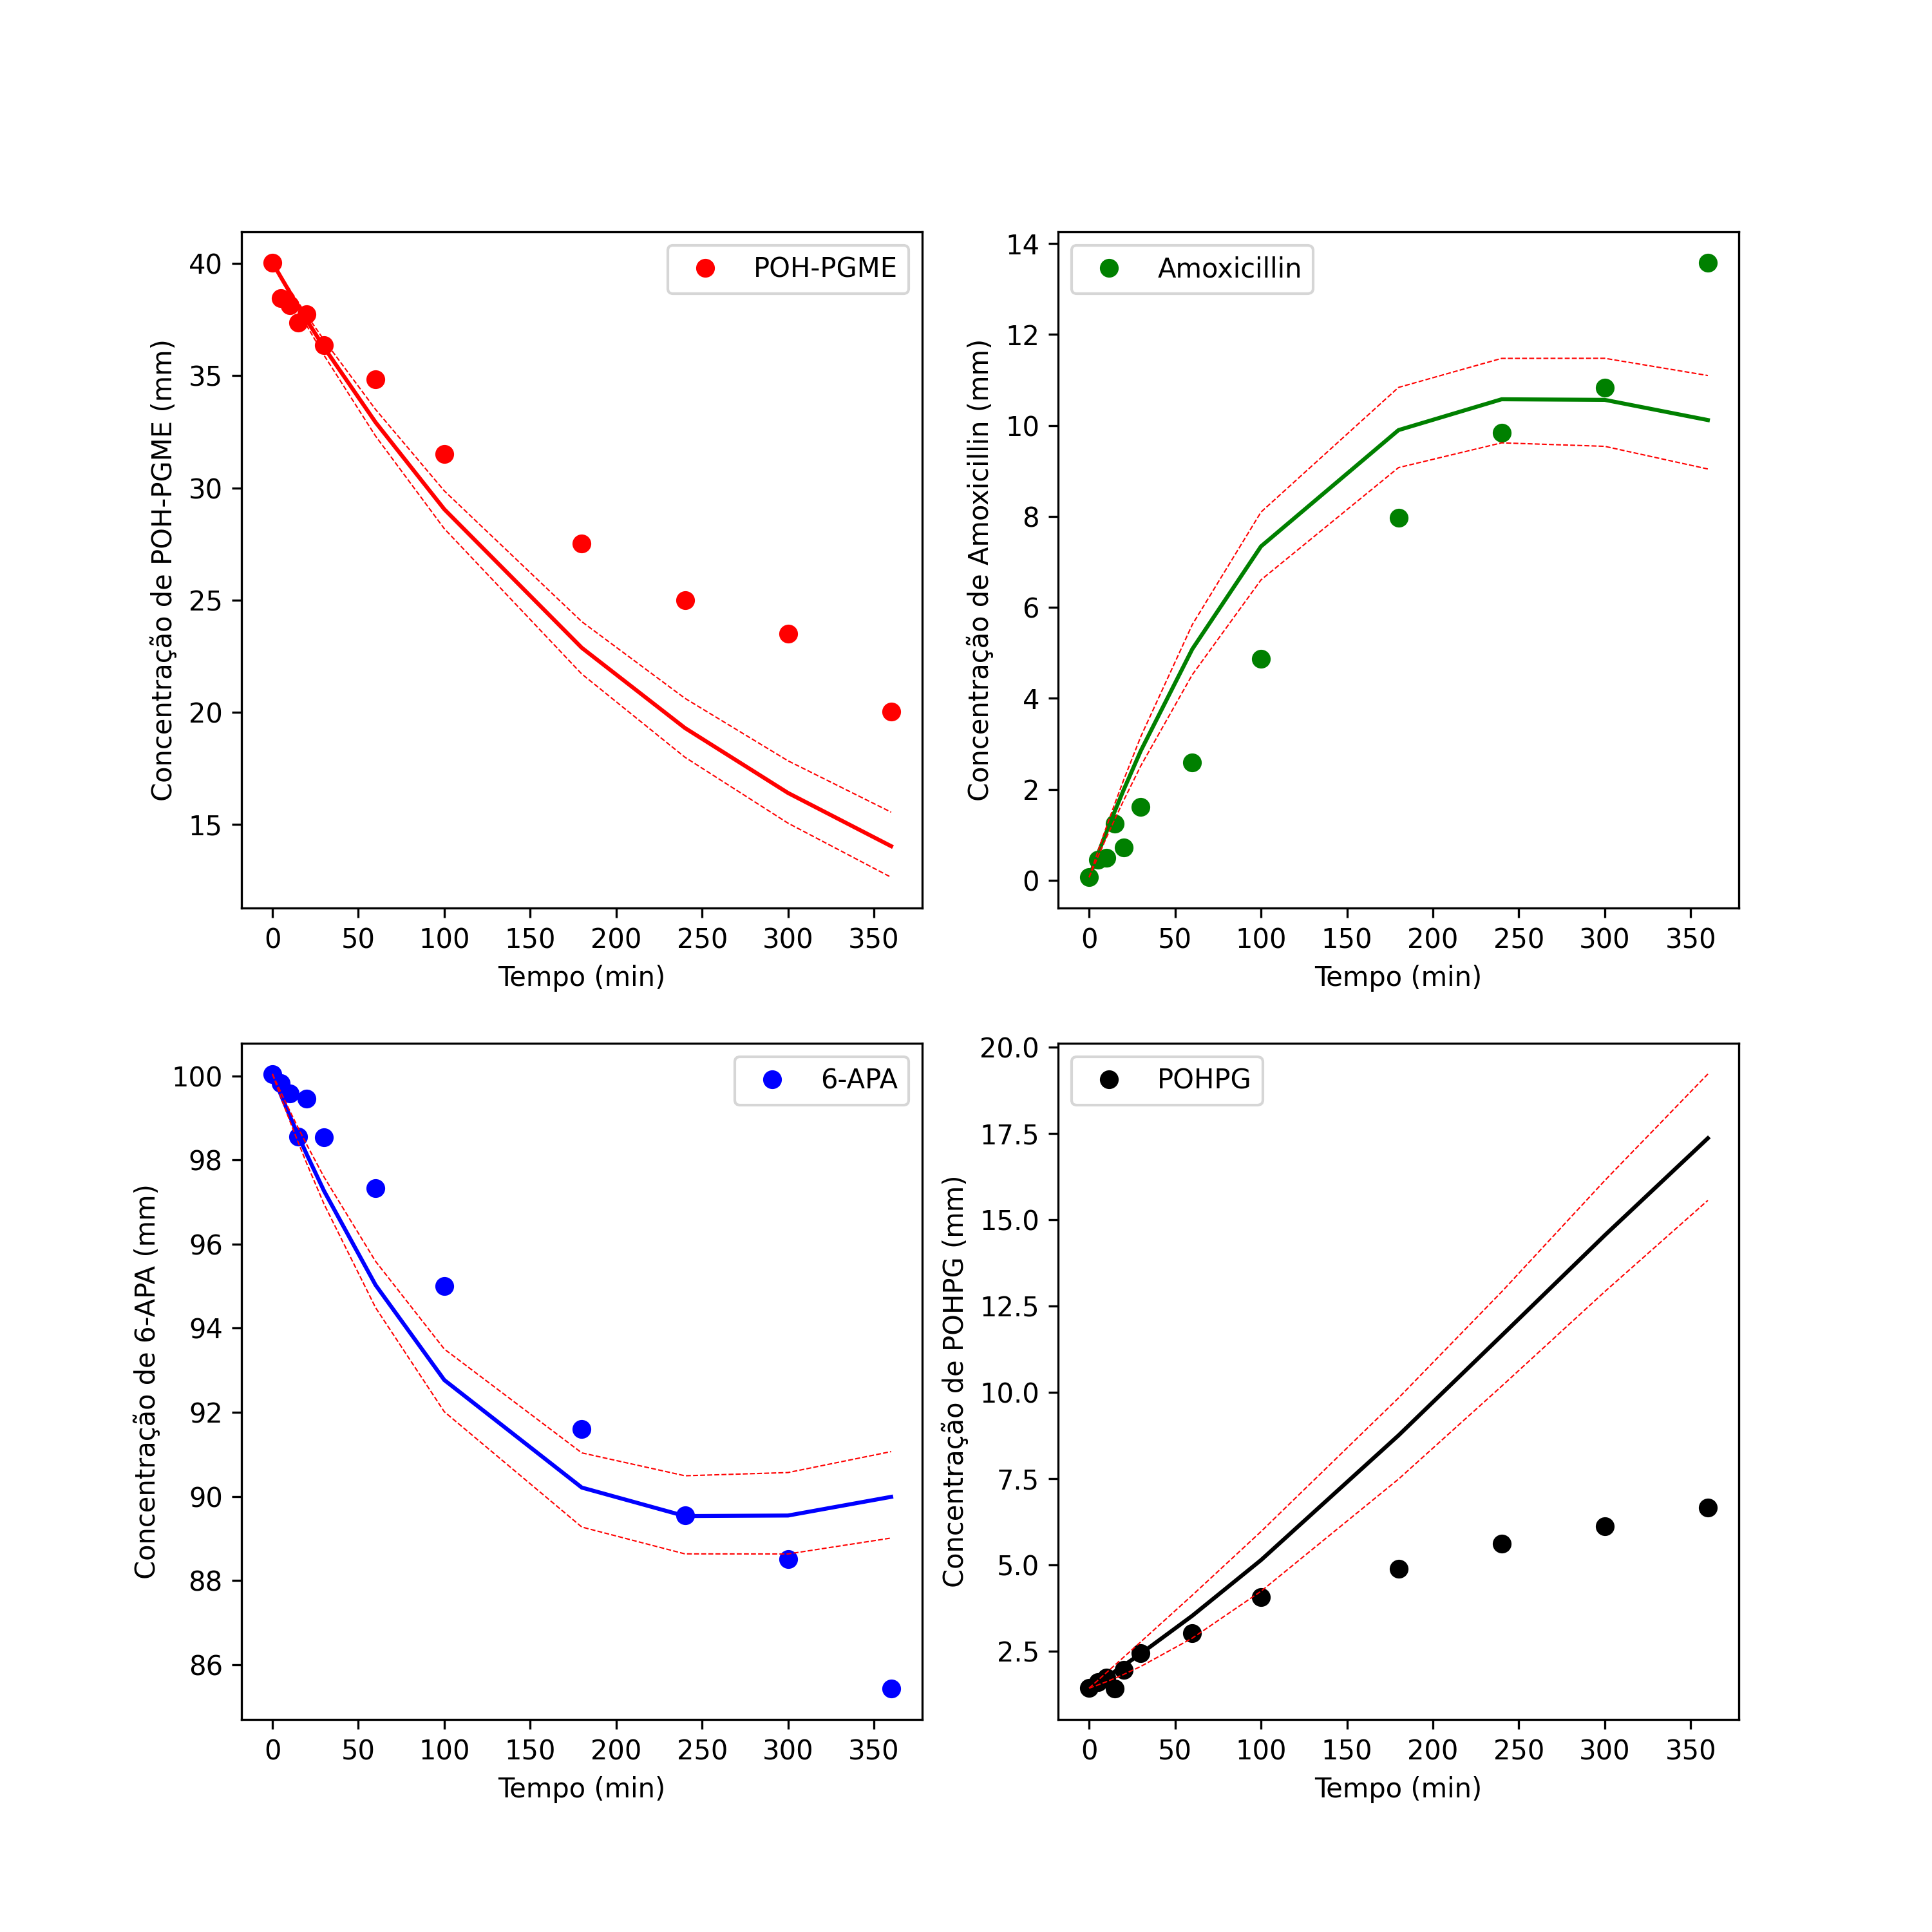 POH-PGME
40
35
30
25
20
15
Concentração de POH-PGME (mm)
0 50 100 150 200 250 300 350
Tempo (min)
Amoxicillin
14
12
10
8
6
4
2
0
Concentração de Amoxicillin (mm)
0 50 100 150 200 250 300 350
Tempo (min)
6-APA
100
98
96
94
92
90
88
86
Concentração de 6-APA (mm)
0 50 100 150 200 250 300 350
Tempo (min)
POHPG
20.0
17.5
15.0
12.5
10.0
7.5
5.0
2.5
Concentração de POHPG (mm)
0 50 100 150 200 250 300 350
Tempo (min)